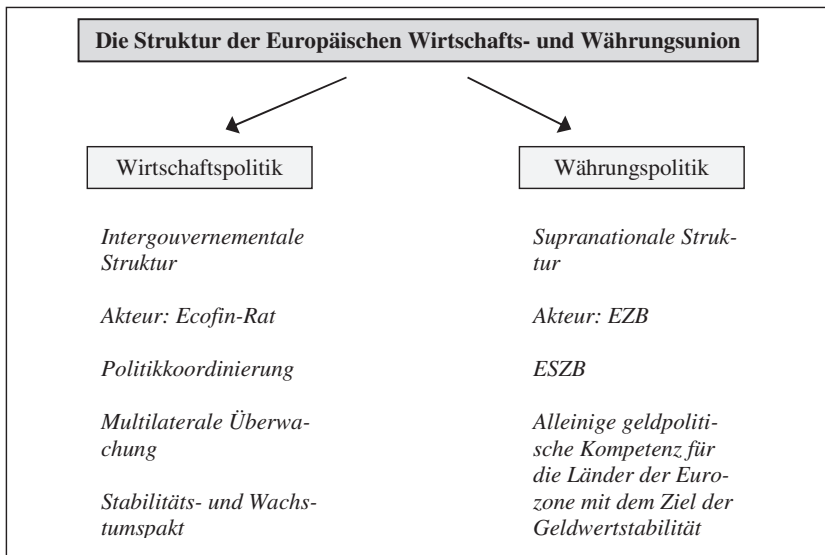 Die Struktur der Europäischen Wirtschafts- und Währungsunion
Wirtschaftspolitik
Intergouvernementale
Struktur
Akteur: Ecofin-Rat
Politikkoordinierung
Multilaterale Überwa-
chung
Stabilitäts- und Wachs-
tumspakt
Währungspolitik
Supranationale Struk-
tur
Akteur: EZB
ESZB
Alleinige geldpoliti-
sche Kompetenz für
die Länder der Euro-
zone mit dem Ziel der
Geldwertstabilität